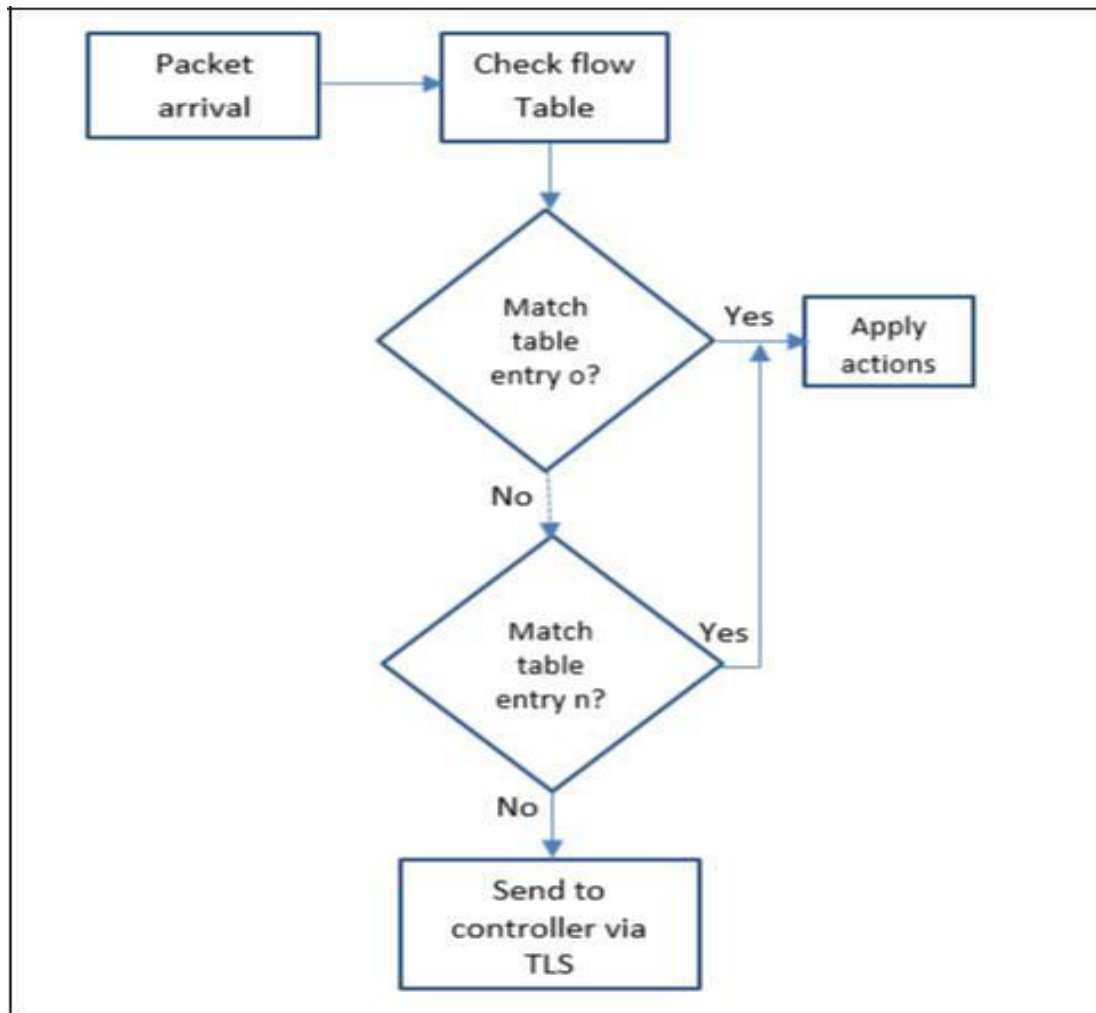 Packet
arrival
Check flow
Table
Match
table
entry o?
Yes
Apply
actions
No
Match
table
entry n?
Yes
No
Send to
controller via
TLS